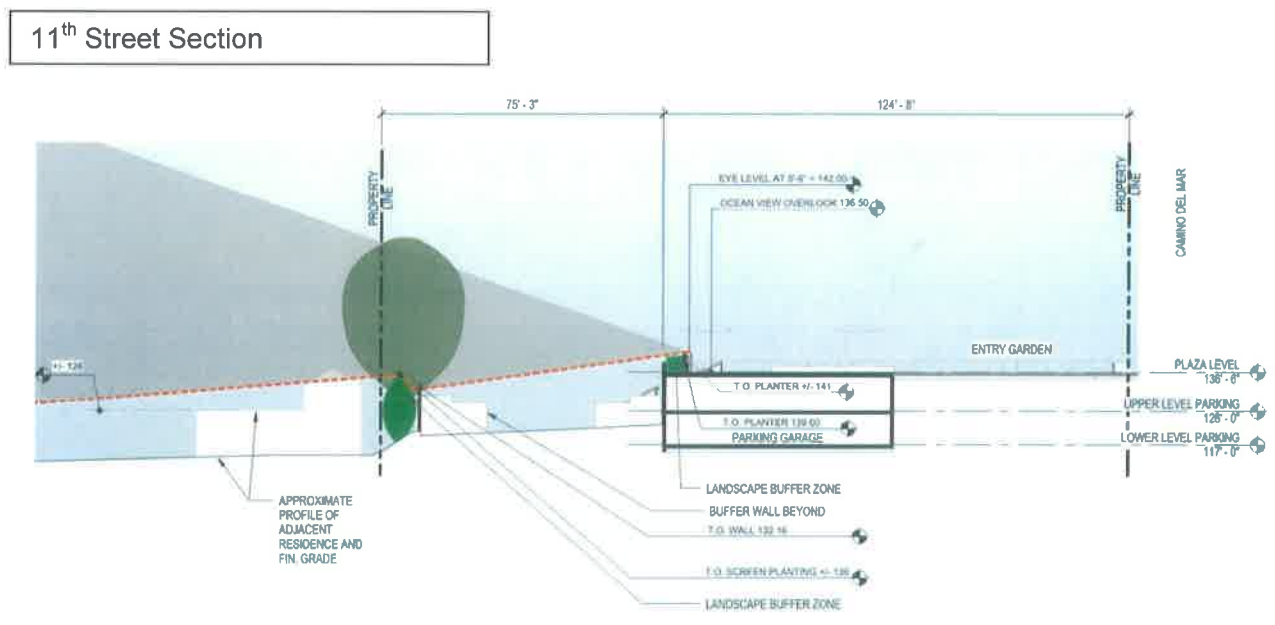 11th Street Section
75' - 3"
124' - 8"
EYE LEVEL AT 5'-6" = 142.00
OCEAN VIEW OVERLOOK 136.50
PROPERTY
LINE
PROPERTY
LINE
CAMINO DEL MAR
ENTRY GARDEN
PLAZA LEVEL
136' - 6"
T.O. PLANTER +/- 141
UPPER LEVEL PARKING
126' - 0"
T.O. PLANTER 139.00
PARKING GARAGE
LOWER LEVEL PARKING
117' - 0"
LANDSCAPE BUFFER ZONE
BUFFER WALL BEYOND
T.O. WALL 132.16
T.O. SCREEN PLANTING +/-
LANDSCAPE BUFFER ZONE
APPROXIMATE
PROFILE OF
ADJACENT
RESIDENCE AND
FIN. GRADE